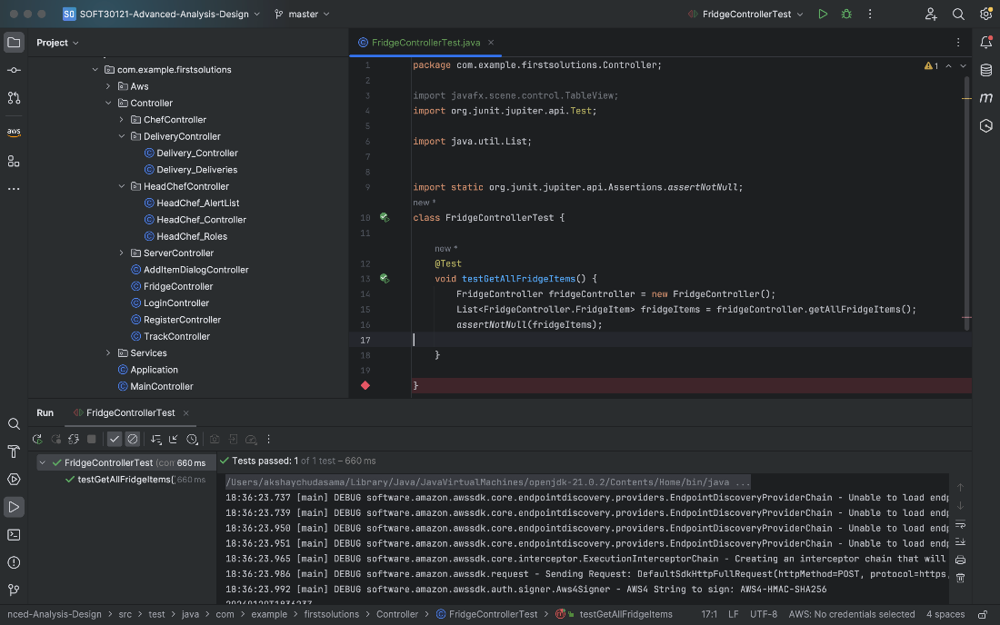 SO SOFT30121-Advanced-Analysis-Design master FridgeControllerTest
Project
com.example.firstsolutions
Aws
Controller
ChefController
DeliveryController
Delivery_Controller
Delivery_Deliveries
HeadChefController
HeadChef_AlertList
HeadChef_Controller
HeadChef_Roles
ServerController
AddItemDialogController
FridgeController
LoginController
RegisterController
TrackController
Services
Application
MainController
aws
m
FridgeControllerTest.java
1
1 package com.example.firstsolutions.Controller;
2
3 import javafx.scene.control.TableView;
4 import org.junit.jupiter.api.Test;
5
6 import java.util.List;
7
8
9 import static org.junit.jupiter.api.Assertions.assertNotNull;
new *
10 class FridgeControllerTest {
11
new *
12 @Test
13 void testGetAllFridgeItems() {
14 FridgeController fridgeController = new FridgeController();
15 List<FridgeController.FridgeItem> fridgeItems = fridgeController.getAllFridgeItems();
16 assertNotNull(fridgeItems);
17
18 }
19
}
Run FridgeControllerTest
FridgeControllerTest (com 660 ms
testGetAllFridgeItems( 660 ms
Tests passed: 1 of 1 test – 660 ms
/Users/akshaychudasama/Library/Java/JavaVirtualMachines/openjdk-21.0.2/Contents/Home/bin/java ...
18:36:23.737 [main] DEBUG software.amazon.awssdk.core.endpointdiscovery.providers.EndpointDiscoveryProviderChain - Unable to load endp
18:36:23.739 [main] DEBUG software.amazon.awssdk.core.endpointdiscovery.providers.EndpointDiscoveryProviderChain - Unable to load endp
18:36:23.950 [main] DEBUG software.amazon.awssdk.core.endpointdiscovery.providers.EndpointDiscoveryProviderChain - Unable to load endp
18:36:23.951 [main] DEBUG software.amazon.awssdk.core.endpointdiscovery.providers.EndpointDiscoveryProviderChain - Unable to load endp
18:36:23.965 [main] DEBUG software.amazon.awssdk.core.interceptor.ExecutionInterceptorChain - Creating an interceptor chain that will
18:36:23.986 [main] DEBUG software.amazon.awssdk.request - Sending Request: DefaultSdkHttpFullRequest(httpMethod=POST, protocol=https,
18:36:23.992 [main] DEBUG software.amazon.awssdk.auth.signer.Aws4Signer - AWS4 String to sign: AWS4-HMAC-SHA256
nced-Analysis-Design > src > test > java > com > example > firstsolutions > Controller > FridgeControllerTest > testGetAllFridgeItems 17:1 LF UTF-8 AWS: No credentials selected 4 spaces